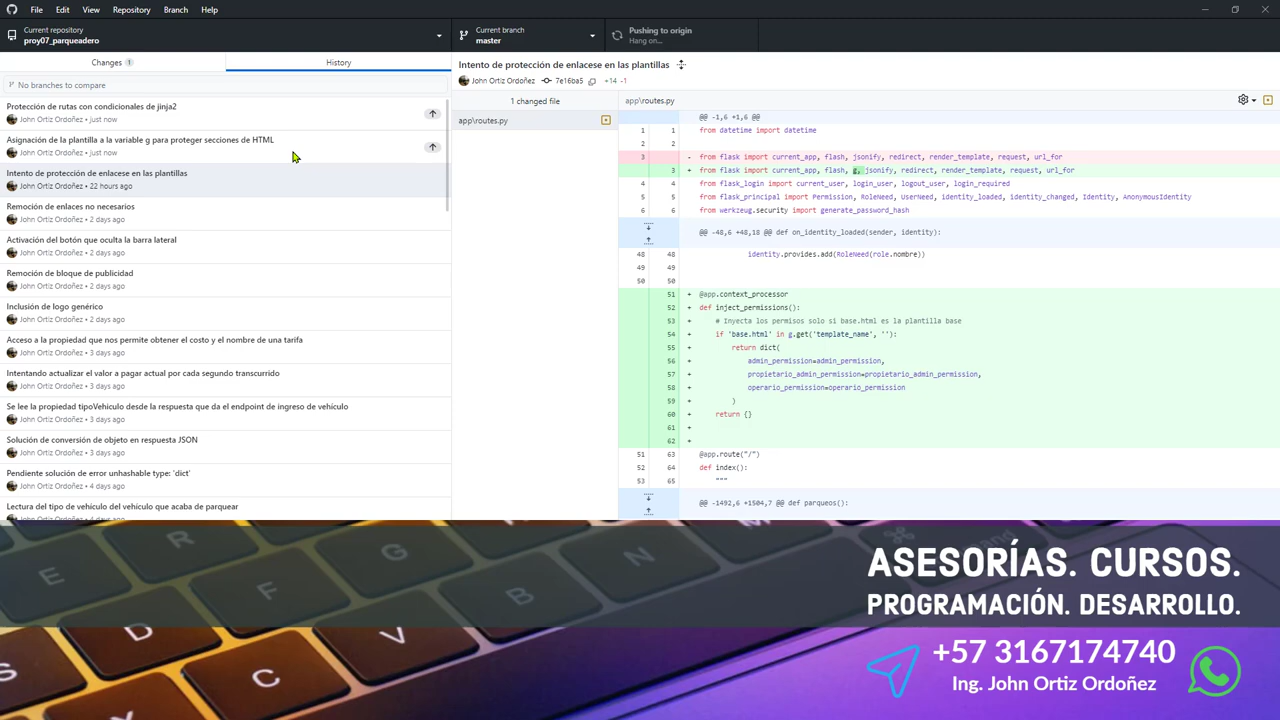 File Edit View Repository Branch Help
Current repository
proy07_parqueadero
Current branch
master
Pushing to origin
Hang on...
Changes 1
History
No branches to compare
Protección de rutas con condicionales de jinja2
John Ortiz Ordoñez • just now
Asignación de la plantilla a la variable g para proteger secciones de HTML
John Ortiz Ordoñez • just now
Intento de protección de enlacese en las plantillas
John Ortiz Ordoñez • 22 hours ago
Remoción de enlaces no necesarios
John Ortiz Ordoñez • 2 days ago
Activación del botón que oculta la barra lateral
John Ortiz Ordoñez • 2 days ago
Remoción de bloque de publicidad
John Ortiz Ordoñez • 2 days ago
Inclusión de logo genérico
John Ortiz Ordoñez • 2 days ago
Acceso a la propiedad que nos permite obtener el costo y el nombre de una tarifa
John Ortiz Ordoñez • 3 days ago
Intentando actualizar el valor a pagar actual por cada segundo transcurrido
John Ortiz Ordoñez • 3 days ago
Se lee la propiedad tipoVehiculo desde la respuesta que da el endpoint de ingreso de vehículo
John Ortiz Ordoñez • 3 days ago
Solución de conversión de objeto en respuesta JSON
John Ortiz Ordoñez • 3 days ago
Pendiente solución de error unhashable type: 'dict'
John Ortiz Ordoñez • 4 days ago
Lectura del tipo de vehículo del vehículo que acaba de parquear
John Ortiz Ordoñez • 4 days ago
Intento de protección de enlacese en las plantillas
John Ortiz Ordoñez 7e16ba5 +14 -1
1 changed file
app\routes.py
app\routes.py
@@ -1,6 +1,6 @@
1 1 from datetime import datetime
2 2
3 - from flask import current_app, flash, jsonify, redirect, render_template, request, url_for
3 + from flask import current_app, flash, g, jsonify, redirect, render_template, request, url_for
4 4 from flask_login import current_user, login_user, logout_user, login_required
5 5 from flask_principal import Permission, RoleNeed, UserNeed, identity_loaded, identity_changed, Identity, AnonymousIdentity
6 6 from werkzeug.security import generate_password_hash
@@ -48,6 +48,18 @@ def on_identity_loaded(sender, identity):
48 48 identity.provides.add(RoleNeed(role.nombre))
49 49
50 50
51 + @app.context_processor
52 + def inject_permissions():
53 + # Inyecta los permisos solo si base.html es la plantilla base
54 + if 'base.html' in g.get('template_name', ''):
55 + return dict(
56 + admin_permission=admin_permission,
57 + propietario_admin_permission=propietario_admin_permission,
58 + operario_permission=operario_permission
59 + )
60 + return {}
61 +
62 +
51 63 @app.route("/")
52 64 def index():
53 65 """
@@ -1492,6 +1504,7 @@ def parqueos():
ASESORÍAS. CURSOS.
PROGRAMACIÓN. DESARROLLO.
+57 3167174740
Ing. John Ortiz Ordoñez